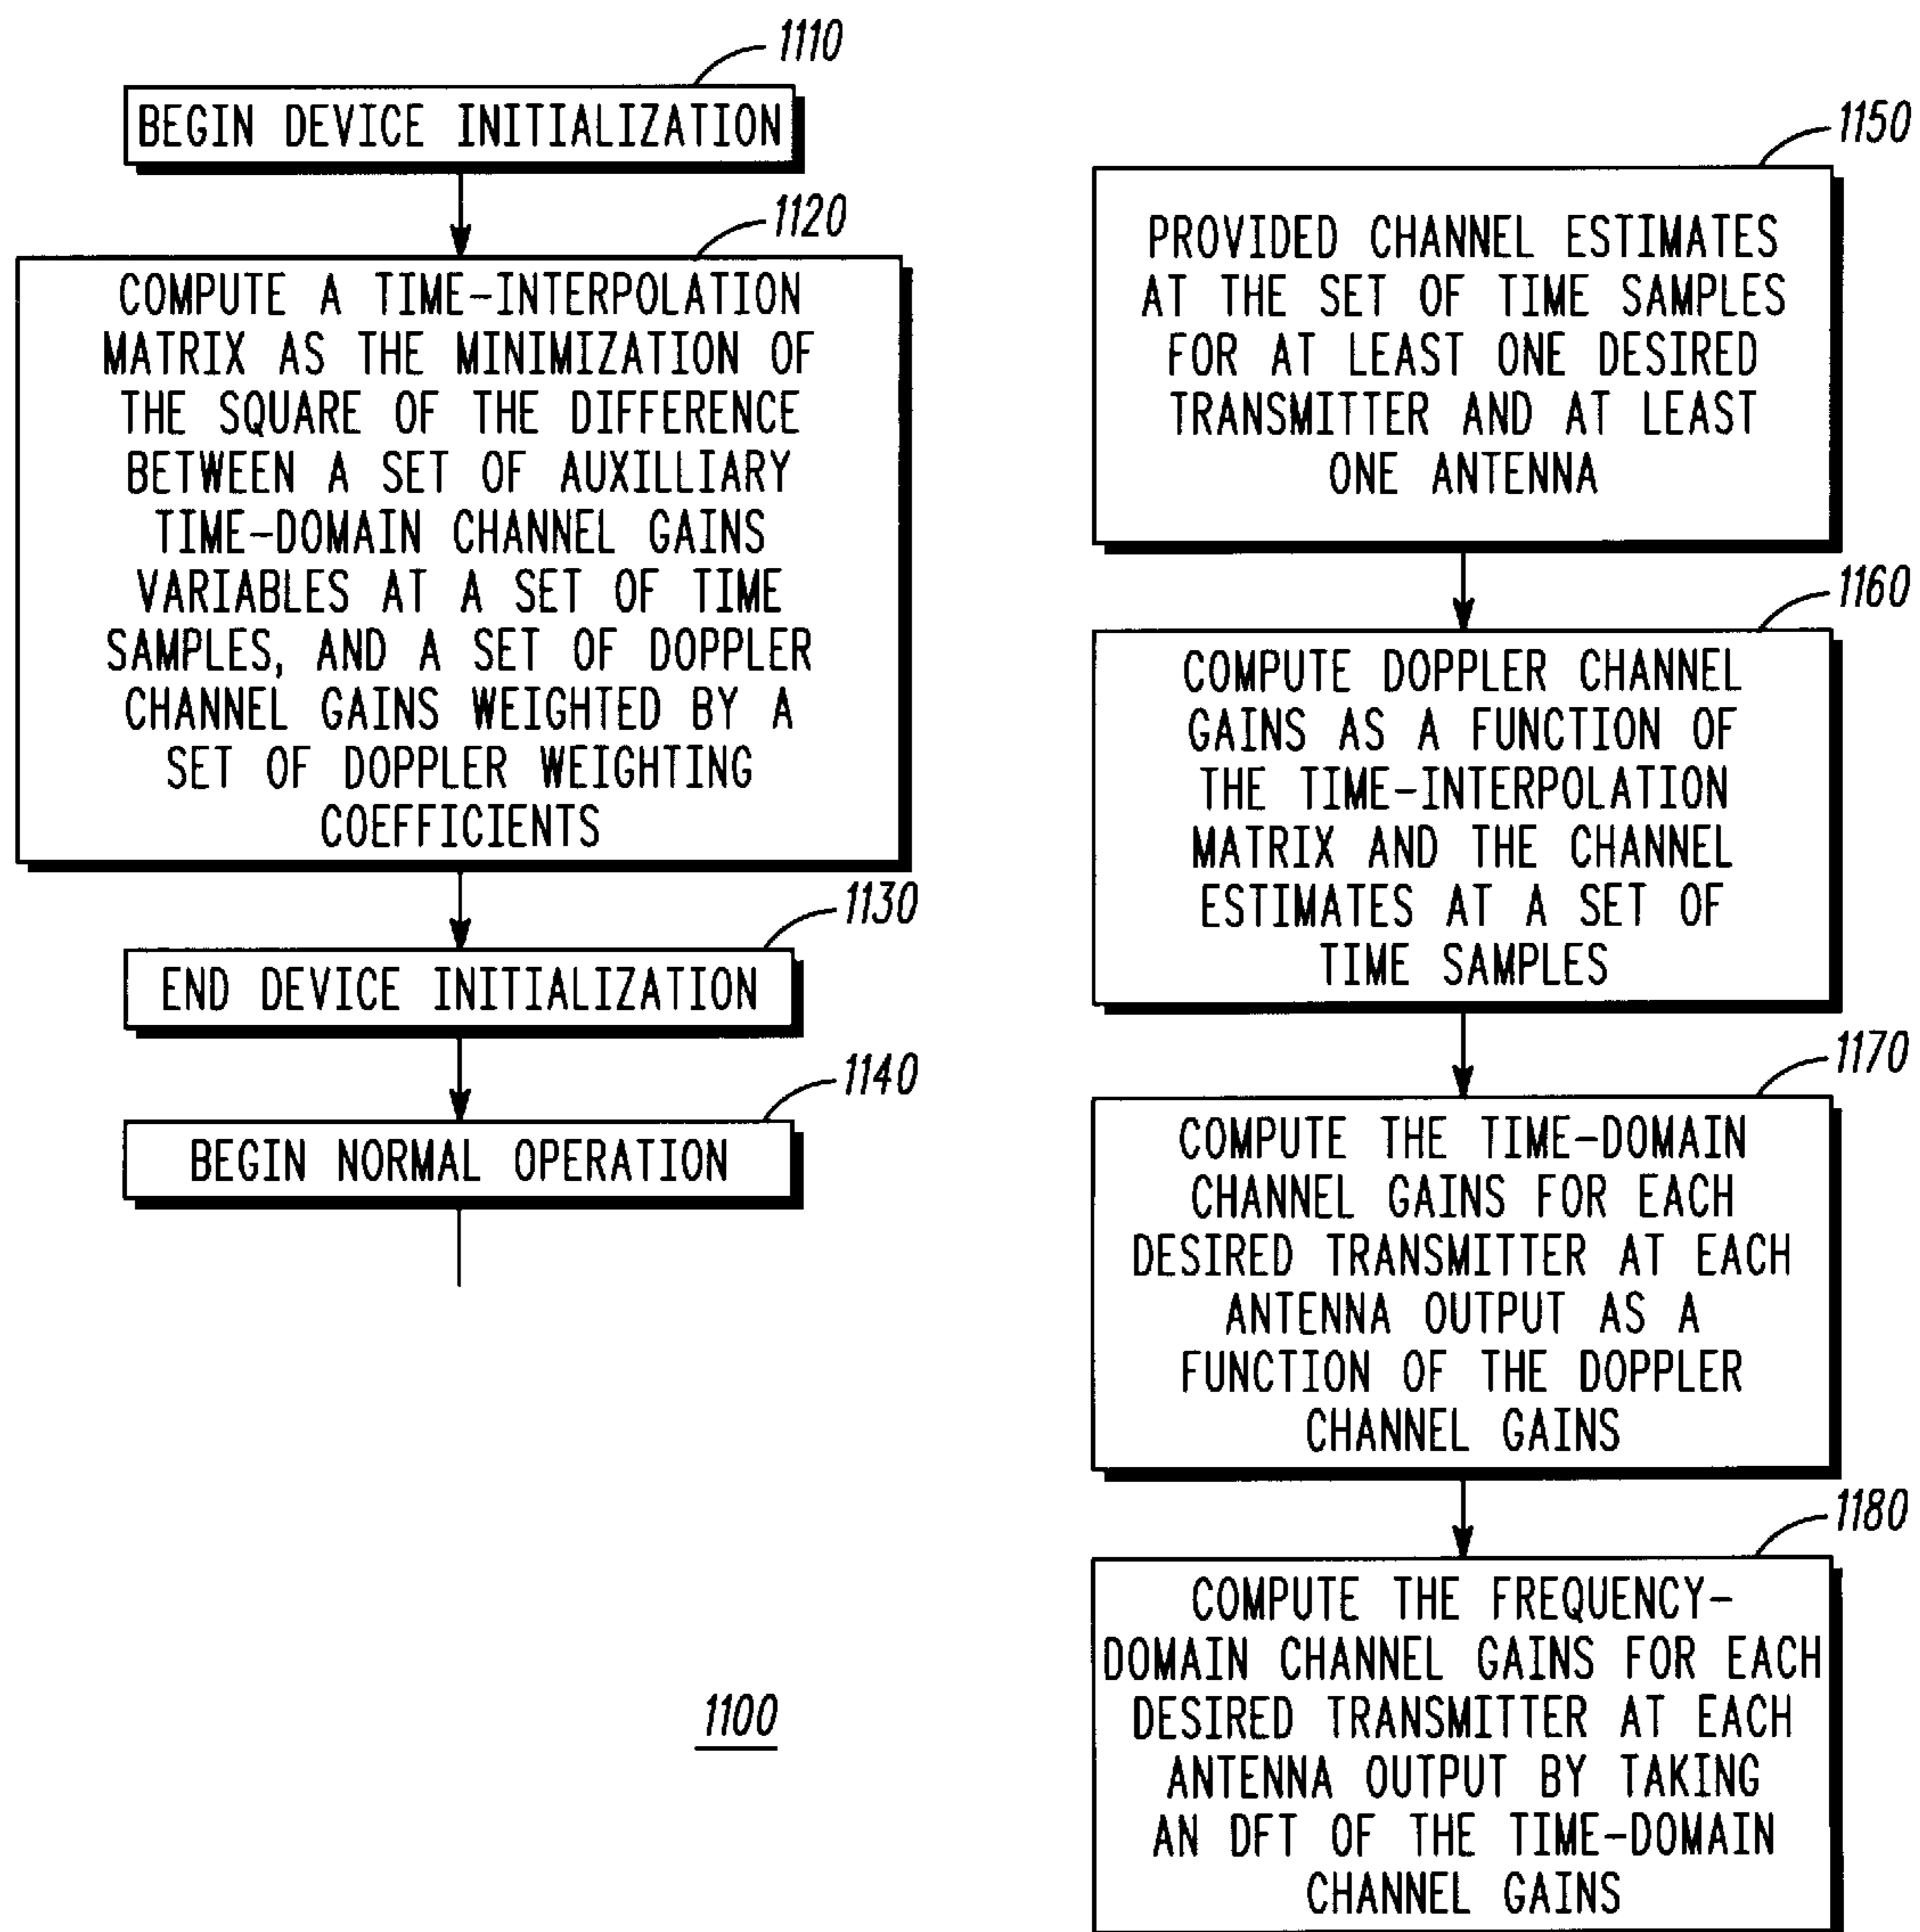 1110
BEGIN DEVICE INITIALIZATION
1120
COMPUTE A TIME-INTERPOLATION
MATRIX AS THE MINIMIZATION OF
THE SQUARE OF THE DIFFERENCE
BETWEEN A SET OF AUXILLIARY
TIME-DOMAIN CHANNEL GAINS
VARIABLES AT A SET OF TIME
SAMPLES, AND A SET OF DOPPLER
CHANNEL GAINS WEIGHTED BY A
SET OF DOPPLER WEIGHTING
COEFFICIENTS
1130
END DEVICE INITIALIZATION
1140
BEGIN NORMAL OPERATION
1150
PROVIDED CHANNEL ESTIMATES
AT THE SET OF TIME SAMPLES
FOR AT LEAST ONE DESIRED
TRANSMITTER AND AT LEAST
ONE ANTENNA
1160
COMPUTE DOPPLER CHANNEL
GAINS AS A FUNCTION OF
THE TIME-INTERPOLATION
MATRIX AND THE CHANNEL
ESTIMATES AT A SET OF
TIME SAMPLES
1170
COMPUTE THE TIME-DOMAIN
CHANNEL GAINS FOR EACH
DESIRED TRANSMITTER AT EACH
ANTENNA OUTPUT AS A
FUNCTION OF THE DOPPLER
CHANNEL GAINS
1180
COMPUTE THE FREQUENCY-
DOMAIN CHANNEL GAINS FOR EACH
DESIRED TRANSMITTER AT EACH
ANTENNA OUTPUT BY TAKING
AN DFT OF THE TIME-DOMAIN
CHANNEL GAINS
1100